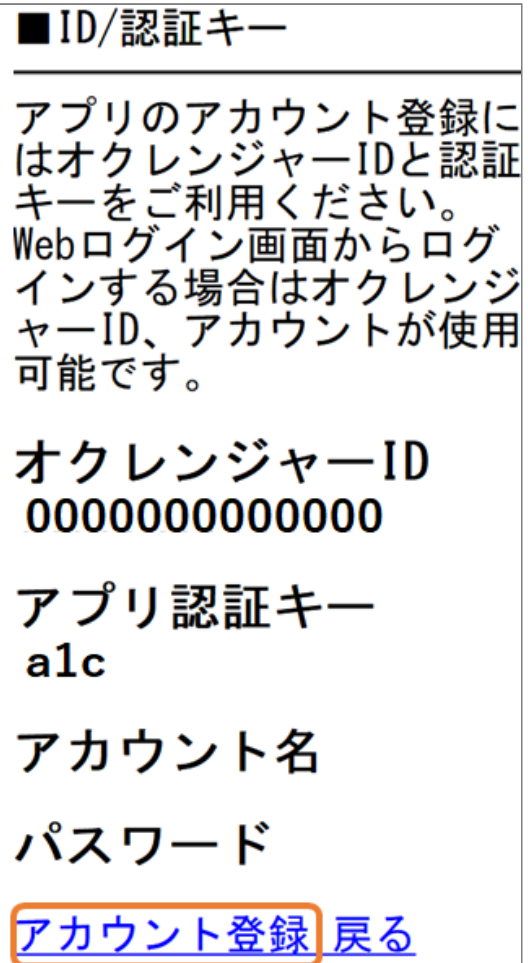 ■ID/認証キー
アプリのアカウント登録に
はオクレンジャーIDと認証
キーをご利用ください。
Webログイン画面からログ
インする場合はオクレンジ
ャーID、アカウントが使用
可能です。
オクレンジャーID
0000000000000
アプリ認証キー
a1c
アカウント名
パスワード
アカウント登録 戻る